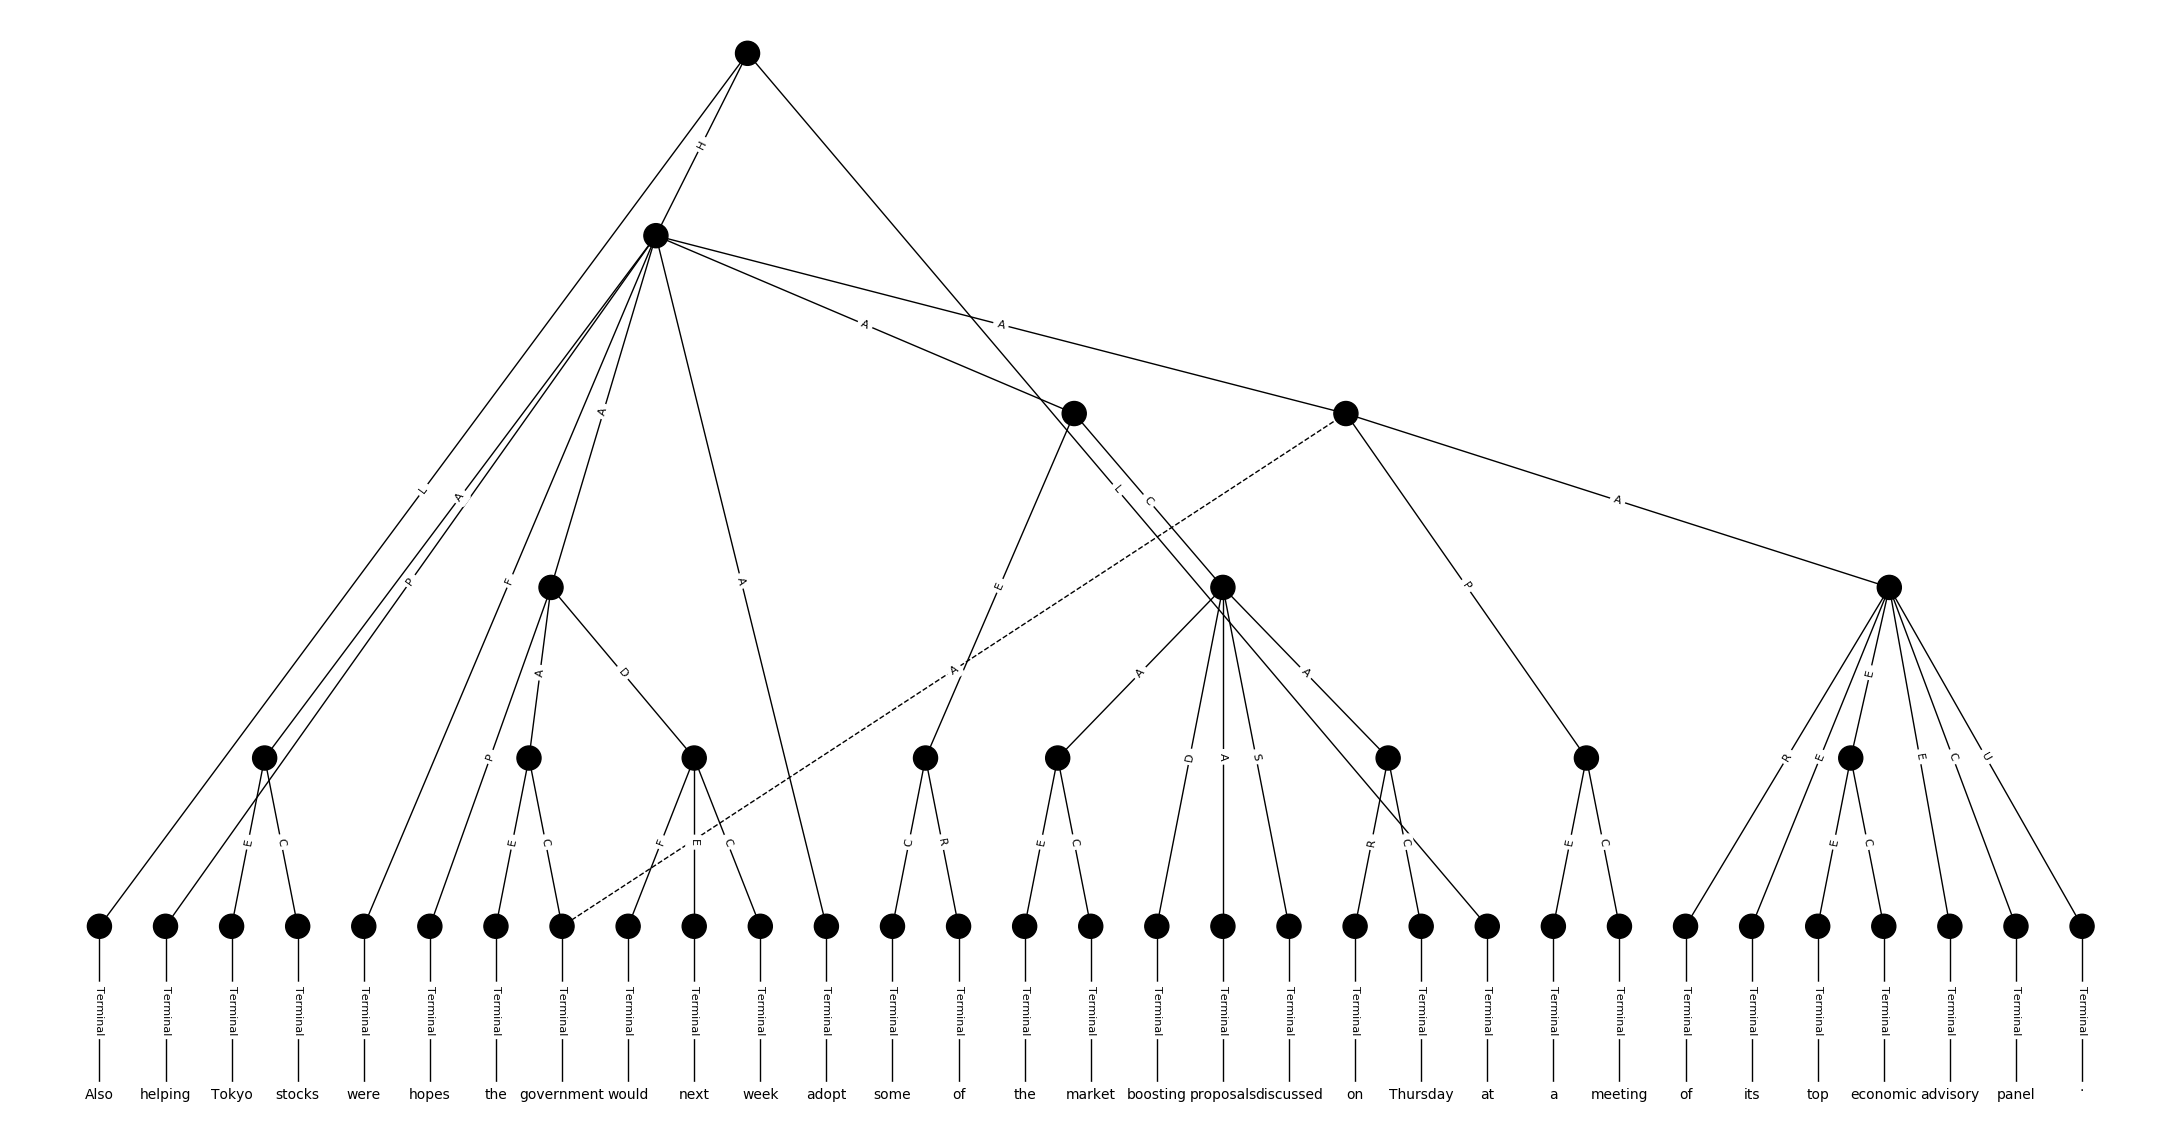 H
A A
A
L A C L A
P F A E P
A D A A A E
P D A S R E E C U
E C E C F E C C R E C R C E C E C
Terminal Terminal Terminal Terminal Terminal Terminal Terminal Terminal Terminal Terminal Terminal Terminal Terminal Terminal Terminal Terminal Terminal Terminal Terminal Terminal Terminal Terminal Terminal Terminal Terminal Terminal Terminal Terminal Terminal Terminal Terminal
Also helping Tokyo stocks were hopes the government would next week adopt some of the market boosting proposals discussed on Thursday at a meeting of its top economic advisory panel .